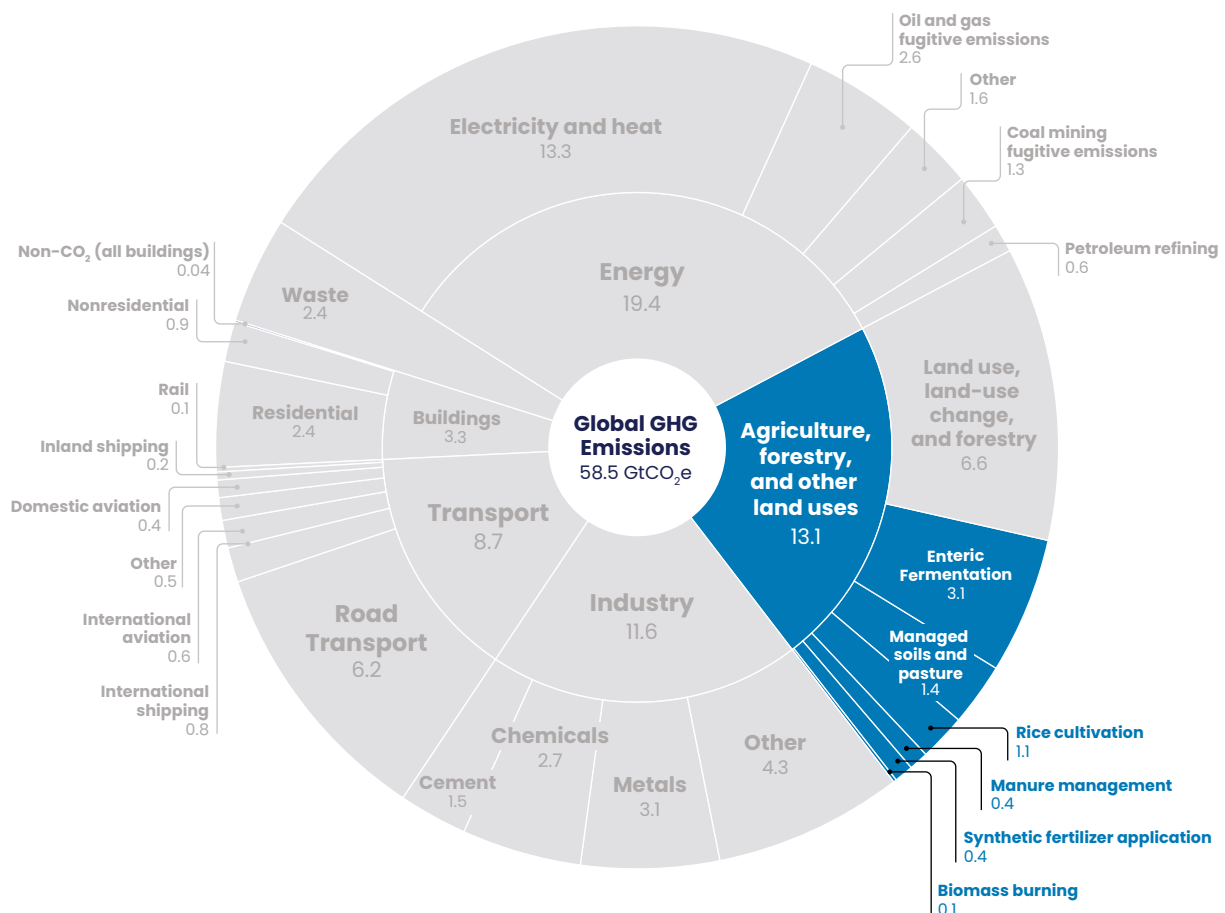 Oil and gas
fugitive emissions
2.6
Other
1.6
Coal mining
fugitive emissions
1.3
Petroleum refining
0.6
Electricity and heat
13.3
Energy
19.4
Non-CO₂ (all buildings)
0.04
Nonresidential
0.9
Waste
2.4
Rail
0.1
Inland shipping
0.2
Domestic aviation
0.4
Other
0.5
International
aviation
0.6
International
shipping
0.8
Residential
2.4
Buildings
3.3
Transport
8.7
Road
Transport
6.2
Global GHG
Emissions
58.5 GtCO₂e
Agriculture,
forestry,
and other
land uses
13.1
Land use,
land-use
change,
and forestry
6.6
Enteric
Fermentation
3.1
Managed
soils and
pasture
1.4
Industry
11.6
Cement
1.5
Chemicals
2.7
Metals
3.1
Other
4.3
Rice cultivation
1.1
Manure management
0.4
Synthetic fertilizer application
0.4
Biomass burning
0.1